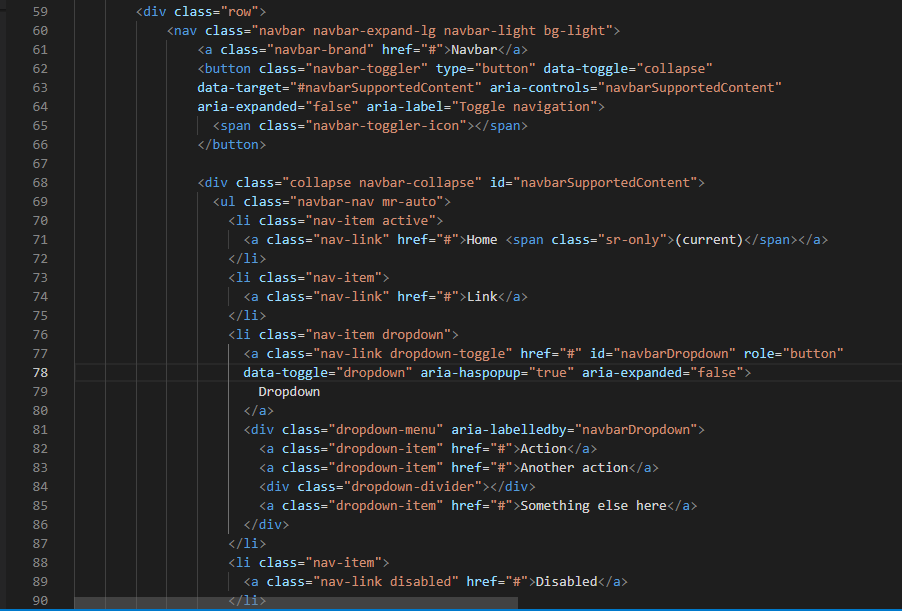 59 <div class="row">
60 <nav class="navbar navbar-expand-lg navbar-light bg-light">
61 <a class="navbar-brand" href="#">Navbar</a>
62 <button class="navbar-toggler" type="button" data-toggle="collapse"
63 data-target="#navbarSupportedContent" aria-controls="navbarSupportedContent"
64 aria-expanded="false" aria-label="Toggle navigation">
65 <span class="navbar-toggler-icon"></span>
66 </button>
67
68 <div class="collapse navbar-collapse" id="navbarSupportedContent">
69 <ul class="navbar-nav mr-auto">
70 <li class="nav-item active">
71 <a class="nav-link" href="#">Home <span class="sr-only">(current)</span></a>
72 </li>
73 <li class="nav-item">
74 <a class="nav-link" href="#">Link</a>
75 </li>
76 <li class="nav-item dropdown">
77 <a class="nav-link dropdown-toggle" href="#" id="navbarDropdown" role="button"
78 data-toggle="dropdown" aria-haspopup="true" aria-expanded="false">
79 Dropdown
80 </a>
81 <div class="dropdown-menu" aria-labelledby="navbarDropdown">
82 <a class="dropdown-item" href="#">Action</a>
83 <a class="dropdown-item" href="#">Another action</a>
84 <div class="dropdown-divider"></div>
85 <a class="dropdown-item" href="#">Something else here</a>
86 </div>
87 </li>
88 <li class="nav-item">
89 <a class="nav-link disabled" href="#">Disabled</a>
90 </li>